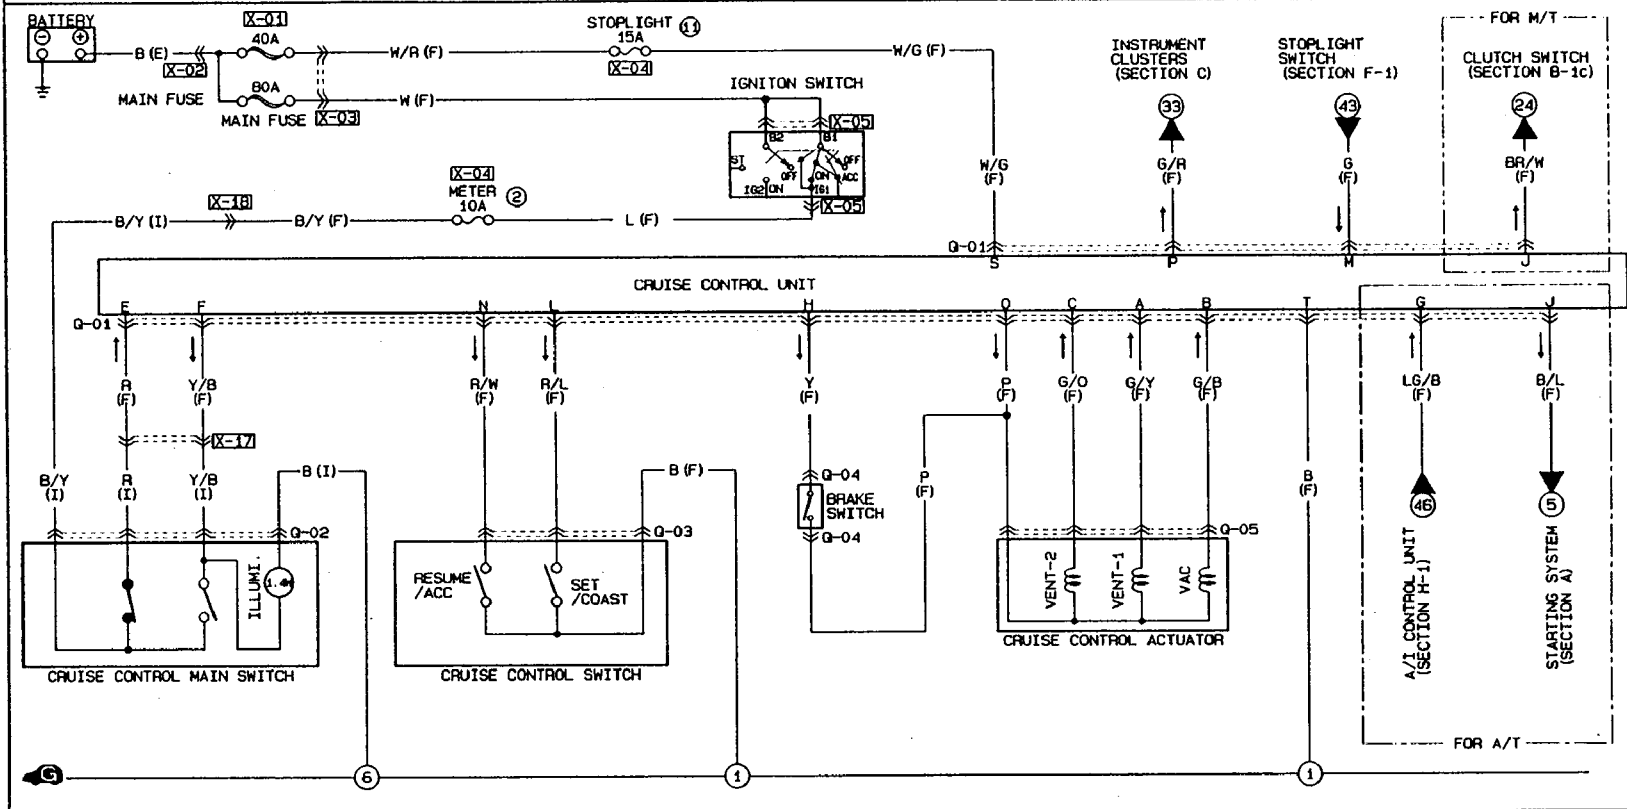 BATTERY
X-01
40A
B (E)
X-02
MAIN FUSE
80A
MAIN FUSE
X-03
W/R (F)
W (F)
STOPLIGHT 11
15A
X-04
W/G (F)
IGNITON SWITCH
X-05
B2
B1
ST
OFF
OFF
ON
ACC
IG2
ON
IG1
X-05
X-18
B/Y (I)
B/Y (F)
X-04
METER 2
10A
L (F)
W/G
(F)
INSTRUMENT
CLUSTERS
(SECTION C)
33
G/R
(F)
STOPLIGHT
SWITCH
(SECTION F-1)
43
G
(F)
FOR M/T
CLUTCH SWITCH
(SECTION B-1c)
24
BR/W
(F)
Q-01
S
P
M
J
CRUISE CONTROL UNIT
E
F
N
L
H
O
C
A
B
T
G
J
Q-01
R
(F)
Y/B
(F)
R/W
(F)
R/L
(F)
Y
(F)
P
(F)
G/O
(F)
G/Y
(F)
G/B
(F)
LG/B
(F)
B/L
(F)
X-17
B/Y
(I)
R
(I)
Y/B
(I)
B (I)
B (F)
Q-04
BRAKE
SWITCH
Q-04
P
(F)
B
(F)
Q-02
Q-03
Q-05
ILLUMI.
1.4W
RESUME
/ACC
SET
/COAST
VENT-2
VENT-1
VAC
46
A/I CONTROL UNIT
(SECTION H-1)
5
STARTING SYSTEM
(SECTION A)
CRUISE CONTROL MAIN SWITCH
CRUISE CONTROL SWITCH
CRUISE CONTROL ACTUATOR
FOR A/T
G
6
1
1